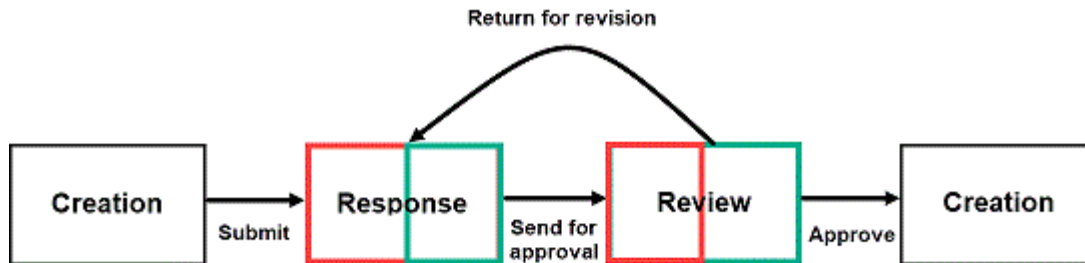 Return for revision
Creation
Submit
Response
Send for
approval
Review
Approve
Creation